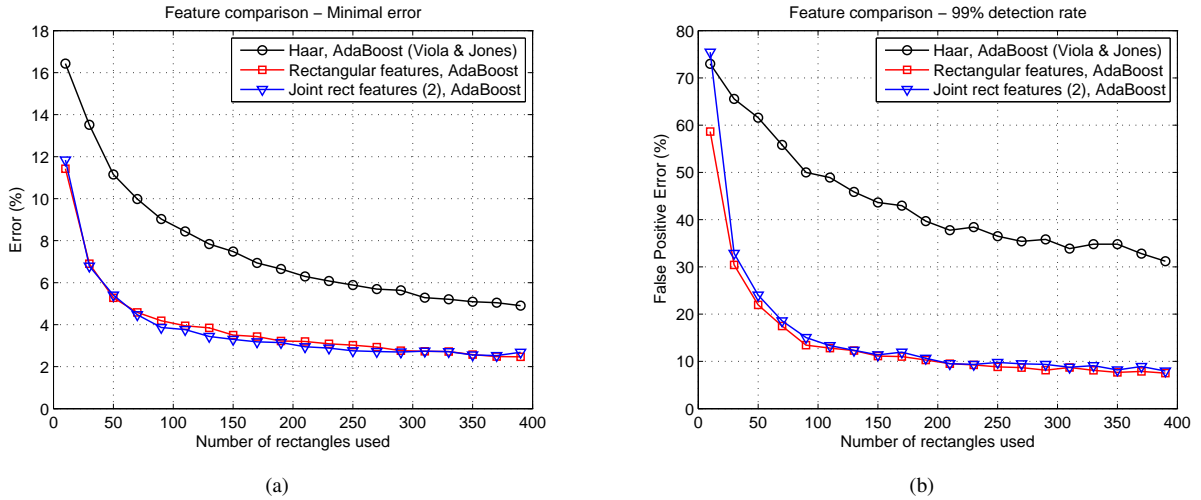 Feature comparison – Minimal error
18
16
14
12
10
8
6
4
2
0
Error (%)
Haar, AdaBoost (Viola & Jones)
Rectangular features, AdaBoost
Joint rect features (2), AdaBoost
0 50 100 150 200 250 300 350 400
Number of rectangles used
(a)
Feature comparison – 99% detection rate
80
70
60
50
40
30
20
10
0
False Positive Error (%)
Haar, AdaBoost (Viola & Jones)
Rectangular features, AdaBoost
Joint rect features (2), AdaBoost
0 50 100 150 200 250 300 350 400
Number of rectangles used
(b)